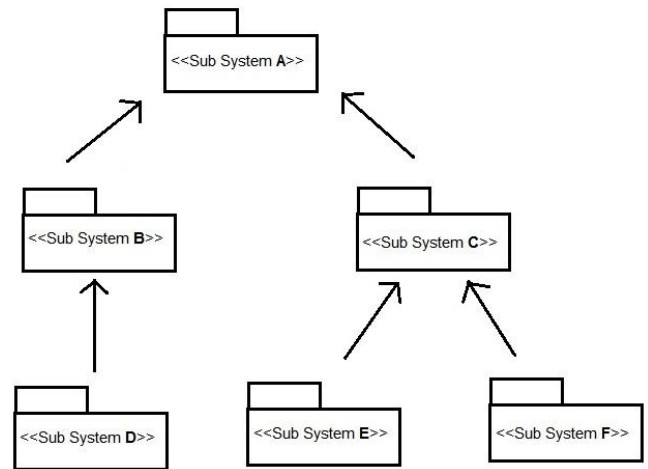 <<Sub System A>>
<<Sub System B>>
<<Sub System C>>
<<Sub System D>>
<<Sub System E>>
<<Sub System F>>